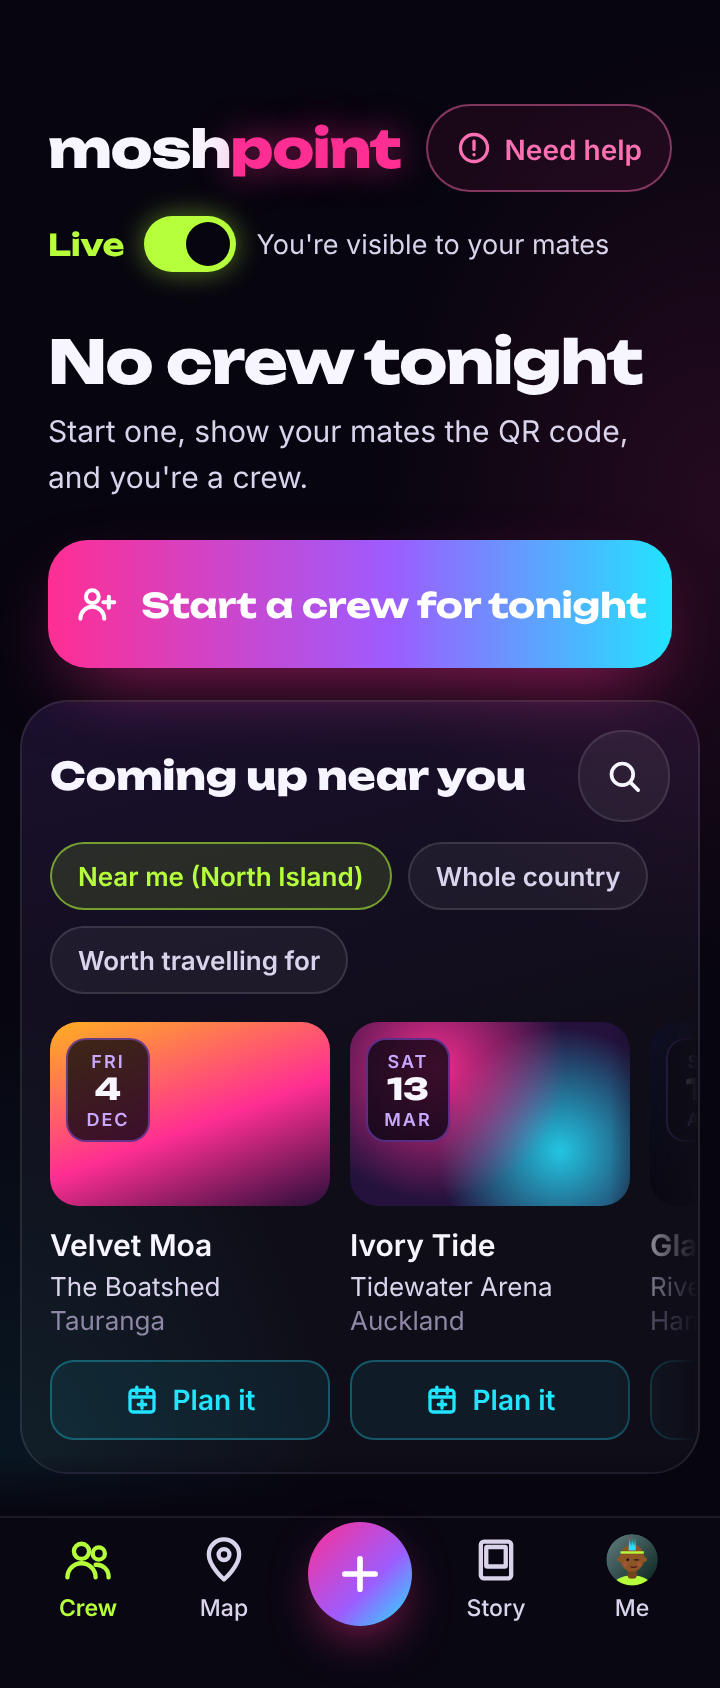 moshpoint
Need help
Live
You're visible to your mates
No crew tonight
Start one, show your mates the QR code,
and you're a crew.
Start a crew for tonight
Coming up near you
Near me (North Island)
Whole country
Worth travelling for
FRI
4
DEC
SAT
13
MAR
Velvet Moa
The Boatshed
Tauranga
Plan it
Ivory Tide
Tidewater Arena
Auckland
Plan it
Crew
Map
Story
Me